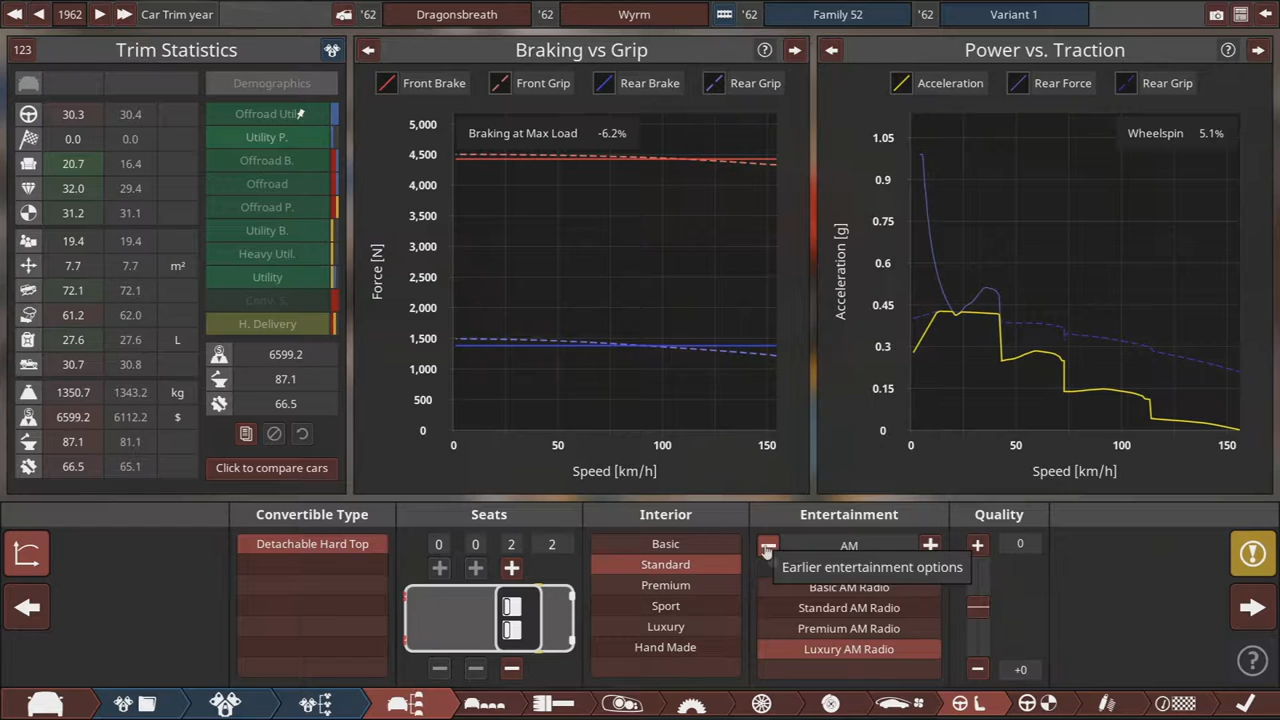 1962 Car Trim year '62 Dragonsbreath '62 Wyrm '62 Family 52 '62 Variant 1
123 Trim Statistics
Demographics
30.3 30.4 Offroad Util
0.0 0.0 Utility P.
20.7 16.4 Offroad B.
32.0 29.4 Offroad
31.2 31.1 Offroad P.
19.4 19.4 Utility B.
7.7 7.7 m² Heavy Util.
72.1 72.1 Utility
61.2 62.0 Conv. S.
27.6 27.6 L H. Delivery
30.7 30.8 6599.2
1350.7 1343.2 kg 87.1
6599.2 6112.2 $ 66.5
87.1 81.1
66.5 65.1 Click to compare cars
Braking vs Grip ?
Front Brake Front Grip Rear Brake Rear Grip
Braking at Max Load -6.2%
5,000
4,500
4,000
3,500
3,000
2,500
2,000
1,500
1,000
500
0
Force [N]
0 50 100 150
Speed [km/h]
Power vs. Traction ?
Acceleration Rear Force Rear Grip
Wheelspin 5.1%
1.05
0.9
0.75
0.6
0.45
0.3
0.15
0
Acceleration [g]
0 50 100 150
Speed [km/h]
Convertible Type
Detachable Hard Top
Seats
0 0 2 2
Interior
Basic
Standard
Premium
Sport
Luxury
Hand Made
Entertainment
AM
Earlier entertainment options
Basic AM Radio
Standard AM Radio
Premium AM Radio
Luxury AM Radio
Quality
0
+0
?